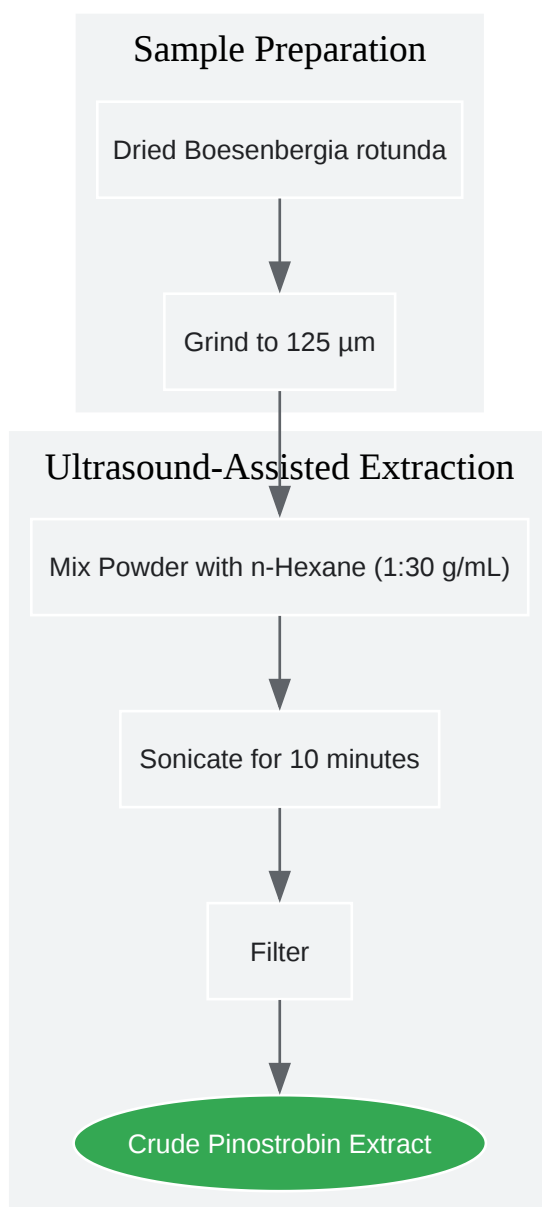 Sample Preparation
Dried Boesenbergia rotunda
Grind to 125 µm
Ultrasound-Assisted Extraction
Mix Powder with n-Hexane (1:30 g/mL)
Sonicate for 10 minutes
Filter
Crude Pinostrobin Extract